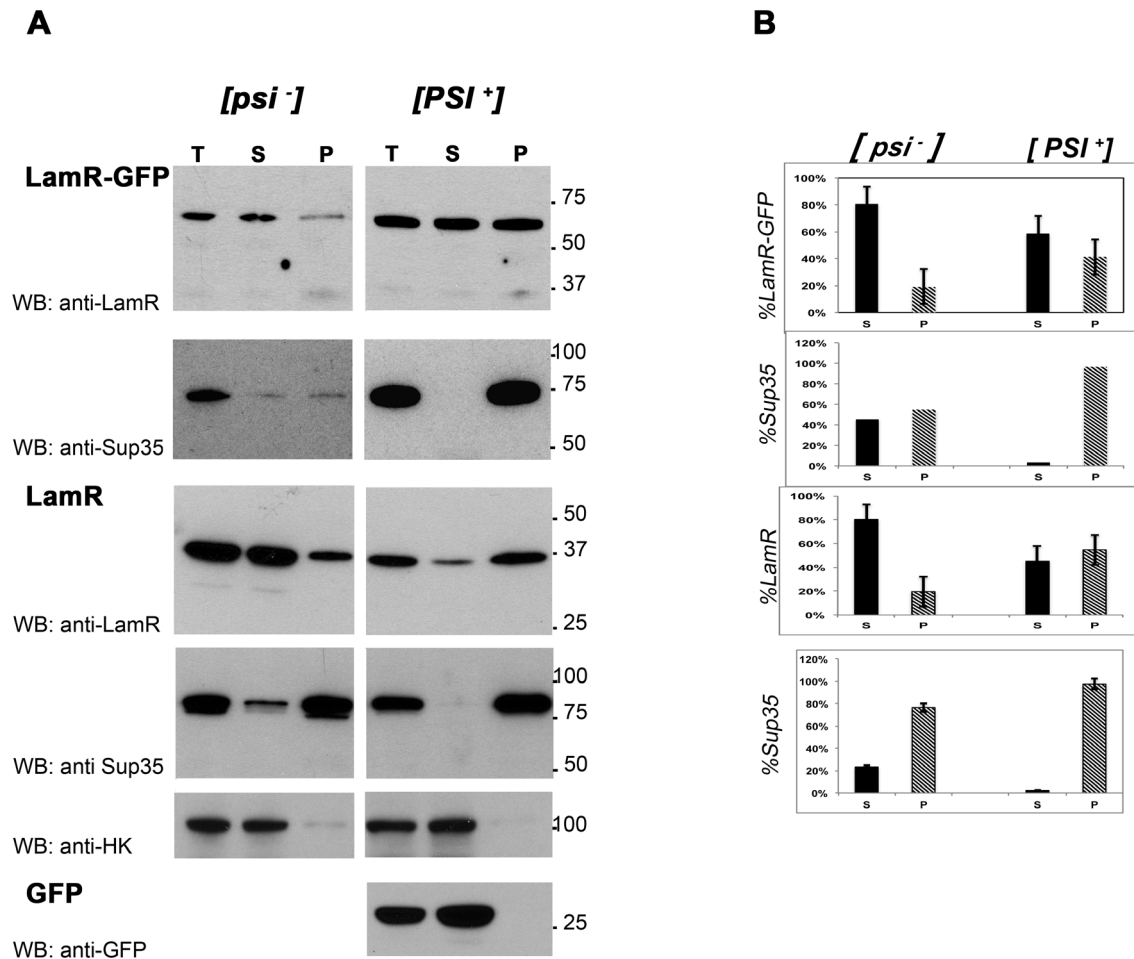 A
B
[psi -] [PSI +]
T S P T S P
LamR-GFP
75
50
37
WB: anti-LamR
100
75
50
WB: anti-Sup35
LamR
50
37
25
WB: anti-LamR
100
75
50
WB: anti Sup35
100
WB: anti-HK
GFP
25
WB: anti-GFP
[ psi - ] [ PSI +]
%LamR-GFP
100%
80%
60%
40%
20%
0%
S P S P
%Sup35
120%
100%
80%
60%
40%
20%
0%
S P S P
%LamR
100%
80%
60%
40%
20%
0%
S P S P
%Sup35
120%
100%
80%
60%
40%
20%
0%
S P S P